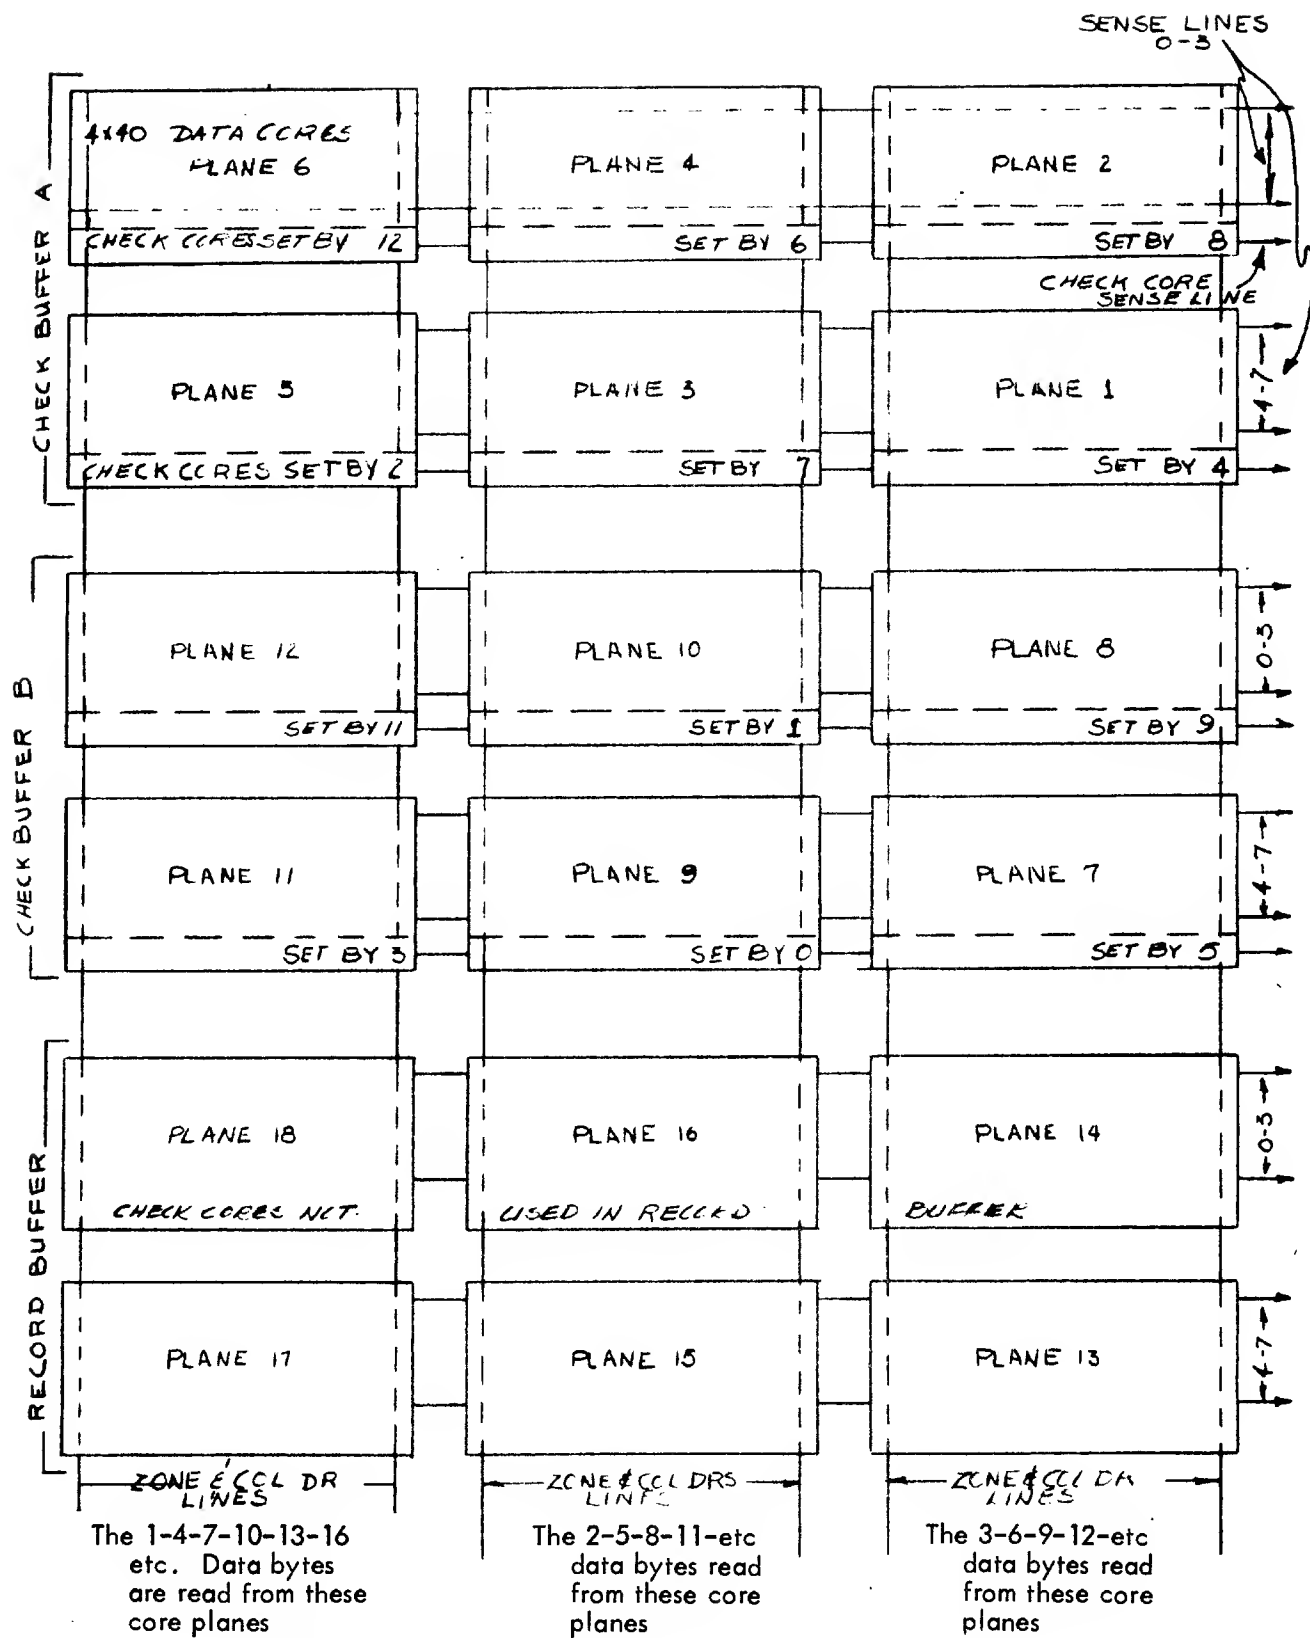 SENSE LINES
0-3
CHECK BUFFER A
4x40 DATA CORES
PLANE 6
PLANE 4
PLANE 2
CHECK CORES SET BY 12
SET BY 6
SET BY 8
CHECK CORE
SENSE LINE
PLANE 5
PLANE 3
PLANE 1
4-7
CHECK CORES SET BY 2
SET BY 7
SET BY 4
CHECK BUFFER B
PLANE 12
PLANE 10
PLANE 8
0-3
SET BY 11
SET BY 1
SET BY 9
PLANE 11
PLANE 9
PLANE 7
4-7
SET BY 3
SET BY 0
SET BY 5
RECORD BUFFER
PLANE 18
PLANE 16
PLANE 14
0-3
CHECK CORES NOT
USED IN RECORD
BUFFER
PLANE 17
PLANE 15
PLANE 13
4-7
ZONE & COL DR
LINES
ZONE & COL DRS
LINES
ZONE & COL DR
LINES
The 1-4-7-10-13-16
etc. Data bytes
are read from these
core planes
The 2-5-8-11-etc
data bytes read
from these core
planes
The 3-6-9-12-etc
data bytes read
from these core
planes